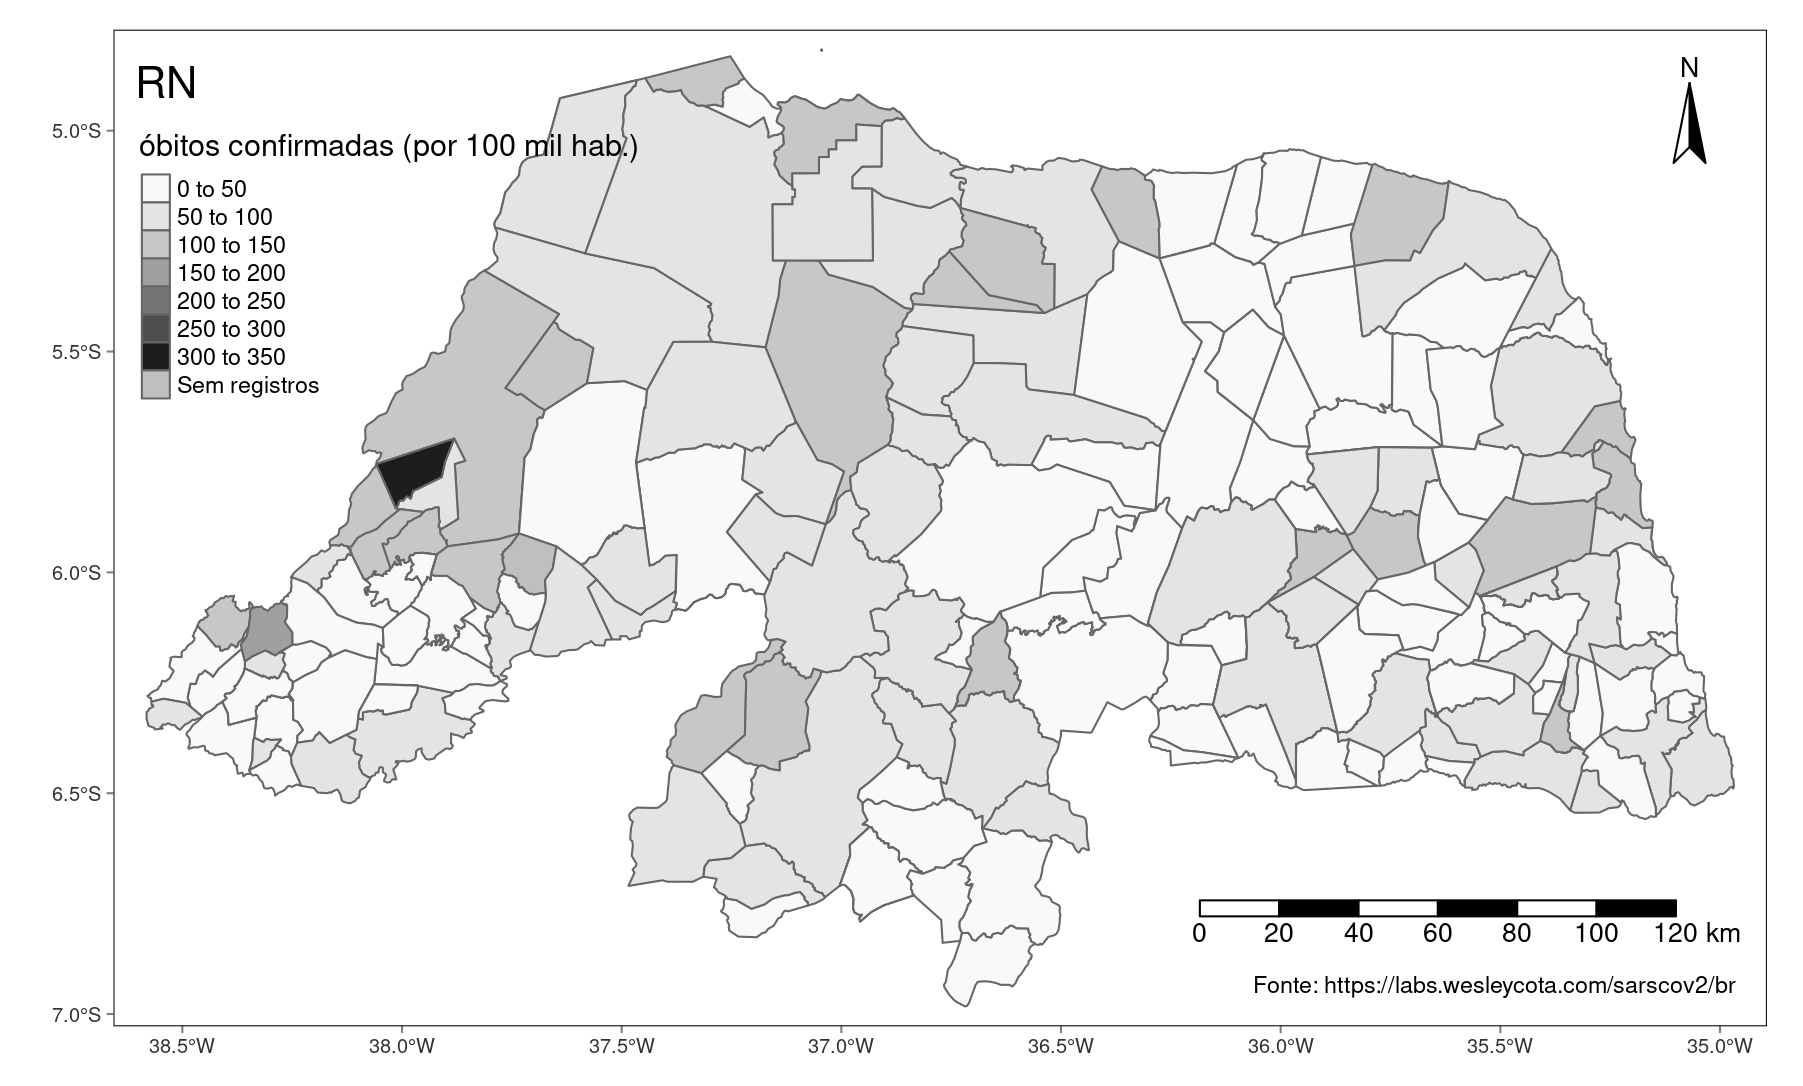 RN
N
óbitos confirmadas (por 100 mil hab.)
0 to 50
50 to 100
100 to 150
150 to 200
200 to 250
250 to 300
300 to 350
Sem registros
5.0°S
5.5°S
6.0°S
6.5°S
7.0°S
0 20 40 60 80 100 120 km
Fonte: https://labs.wesleycota.com/sarscov2/br
38.5°W 38.0°W 37.5°W 37.0°W 36.5°W 36.0°W 35.5°W 35.0°W